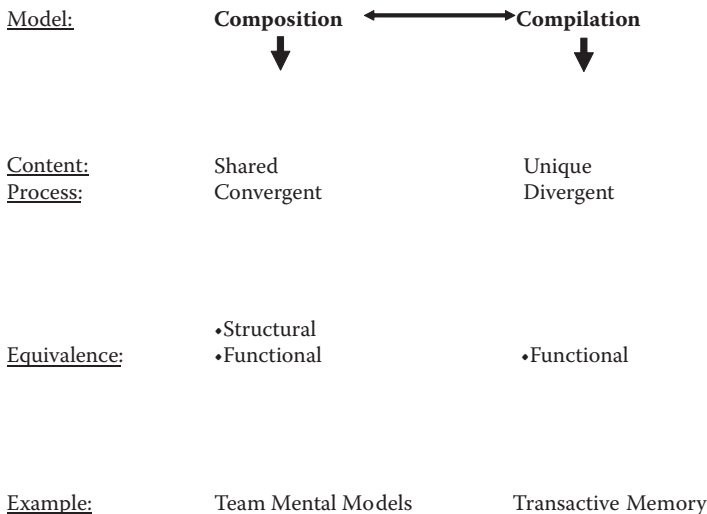 Model: Composition Compilation
Content: Shared Unique
Process: Convergent Divergent
•Structural
Equivalence: •Functional •Functional
Example: Team Mental Models Transactive Memory